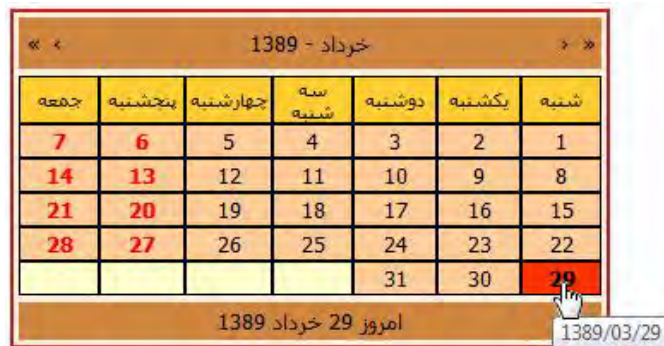 « ‹ خرداد - 1389 › »
شنبه یکشنبه دوشنبه سه شنبه چهارشنبه پنجشنبه جمعه
1 2 3 4 5 6 7
8 9 10 11 12 13 14
15 16 17 18 19 20 21
22 23 24 25 26 27 28
29 30 31
امروز 29 خرداد 1389
1389/03/29